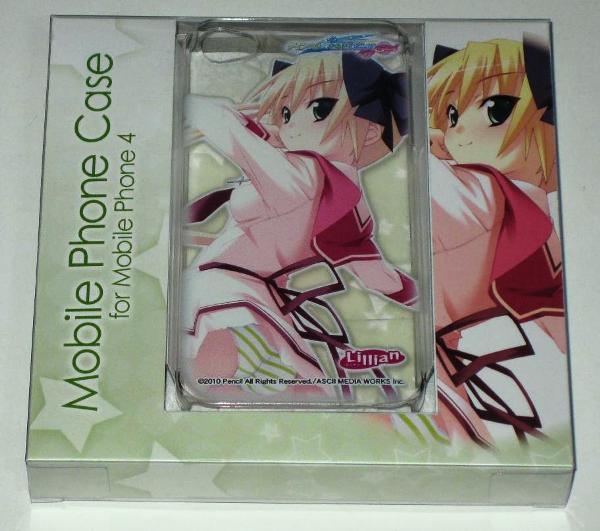 Mobile Phone Case
for Mobile Phone 4
Lillian
©2010 Pencil All Rights Reserved./ASCII MEDIA WORKS Inc.